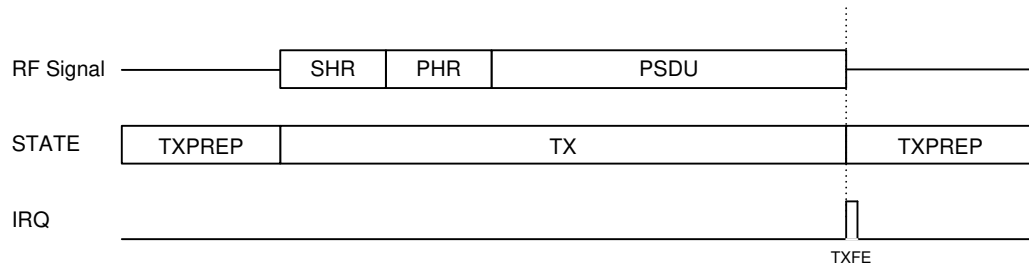 RF Signal SHR PHR PSDU
STATE TXPREP TX TXPREP
IRQ
TXFE